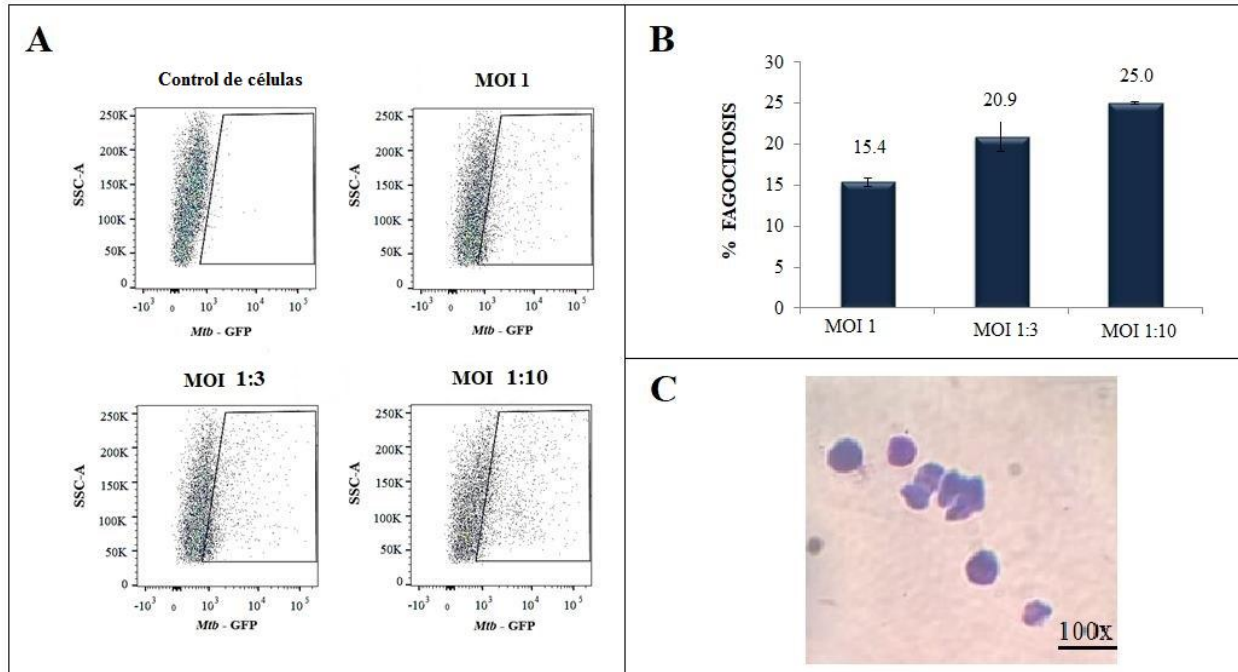 A
Control de células
250K
200K
150K
100K
50K
0
SSC-A
-10³ 0 10³ 10⁴ 10⁵
Mtb - GFP
MOI 1
250K
200K
150K
100K
50K
0
SSC-A
-10³ 0 10³ 10⁴ 10⁵
Mtb - GFP
MOI 1:3
250K
200K
150K
100K
50K
0
SSC-A
-10³ 0 10³ 10⁴ 10⁵
Mtb - GFP
MOI 1:10
250K
200K
150K
100K
50K
0
SSC-A
-10³ 0 10³ 10⁴ 10⁵
Mtb - GFP
B
% FAGOCITOSIS
30
25
20
15
10
5
0
15.4
20.9
25.0
MOI 1
MOI 1:3
MOI 1:10
C
100x